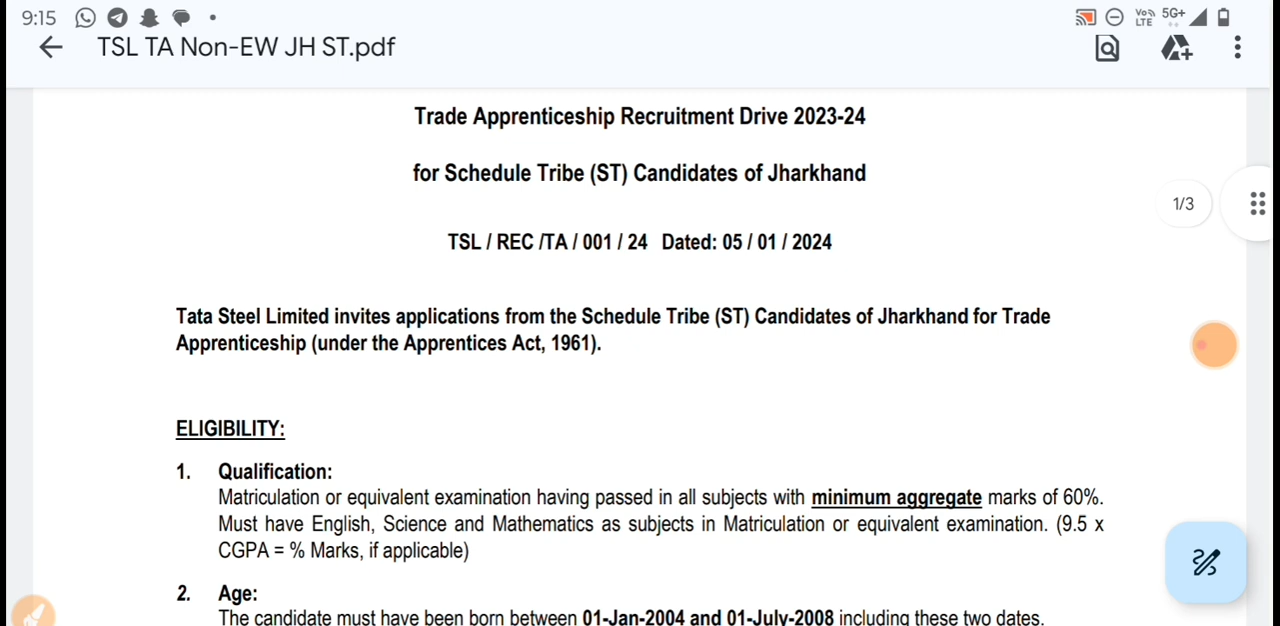 9:15
Vo))
LTE
5G+
TSL TA Non-EW JH ST.pdf
Trade Apprenticeship Recruitment Drive 2023-24
for Schedule Tribe (ST) Candidates of Jharkhand
1/3
TSL / REC /TA / 001 / 24 Dated: 05 / 01 / 2024
Tata Steel Limited invites applications from the Schedule Tribe (ST) Candidates of Jharkhand for Trade
Apprenticeship (under the Apprentices Act, 1961).
ELIGIBILITY:
1. Qualification:
Matriculation or equivalent examination having passed in all subjects with minimum aggregate marks of 60%.
Must have English, Science and Mathematics as subjects in Matriculation or equivalent examination. (9.5 x
CGPA = % Marks, if applicable)
2. Age:
The candidate must have been born between 01-Jan-2004 and 01-July-2008 including these two dates.